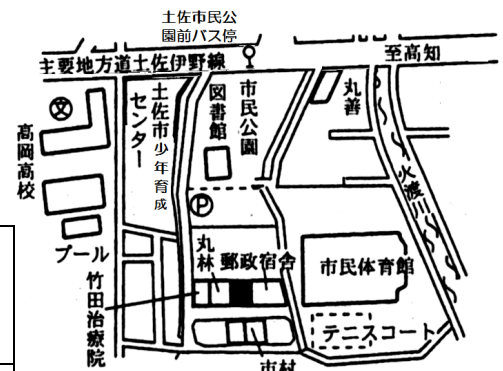 土佐市民公
園前バス停
主要地方道土佐伊野線
至高知
文
高岡高校
プール
土佐市少年育成
センター
図書館
市民公園
丸善
火渡川
P
丸林
郵政宿舎
市民体育館
竹田治療院
テニスコート
市村